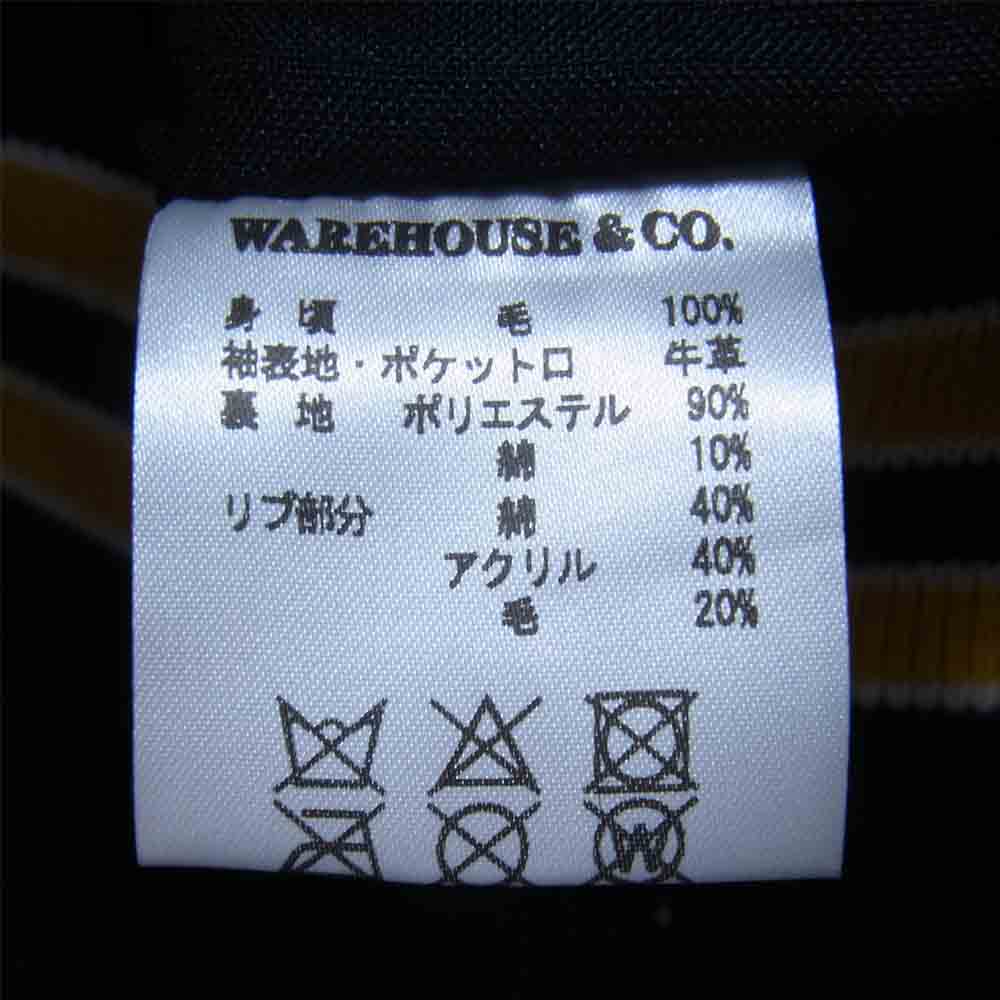 WAREHOUSE & CO.
身 頃 毛 100%
袖表地・ポケット口 牛革
裏 地 ポリエステル 90%
綿 10%
リブ部分 綿 40%
アクリル 40%
毛 20%
W